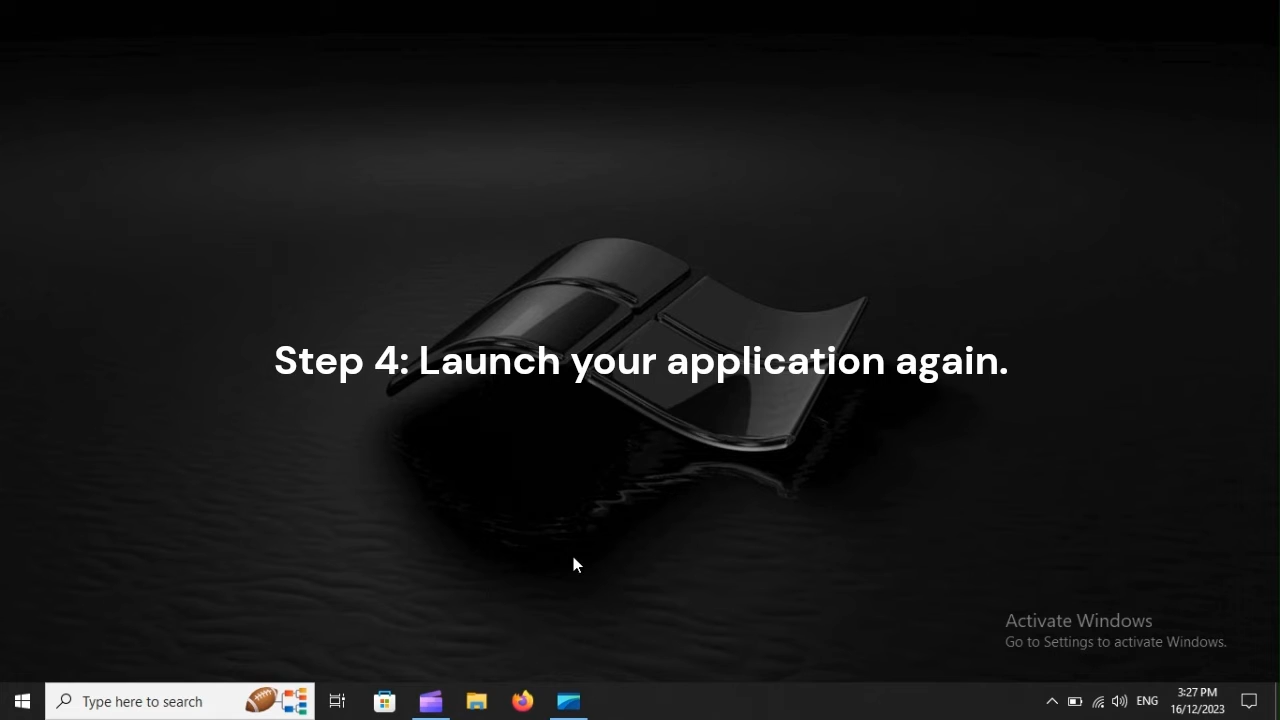 Step 4: Launch your application again.
Activate Windows
Go to Settings to activate Windows.
Type here to search
ENG
3:27 PM
16/12/2023